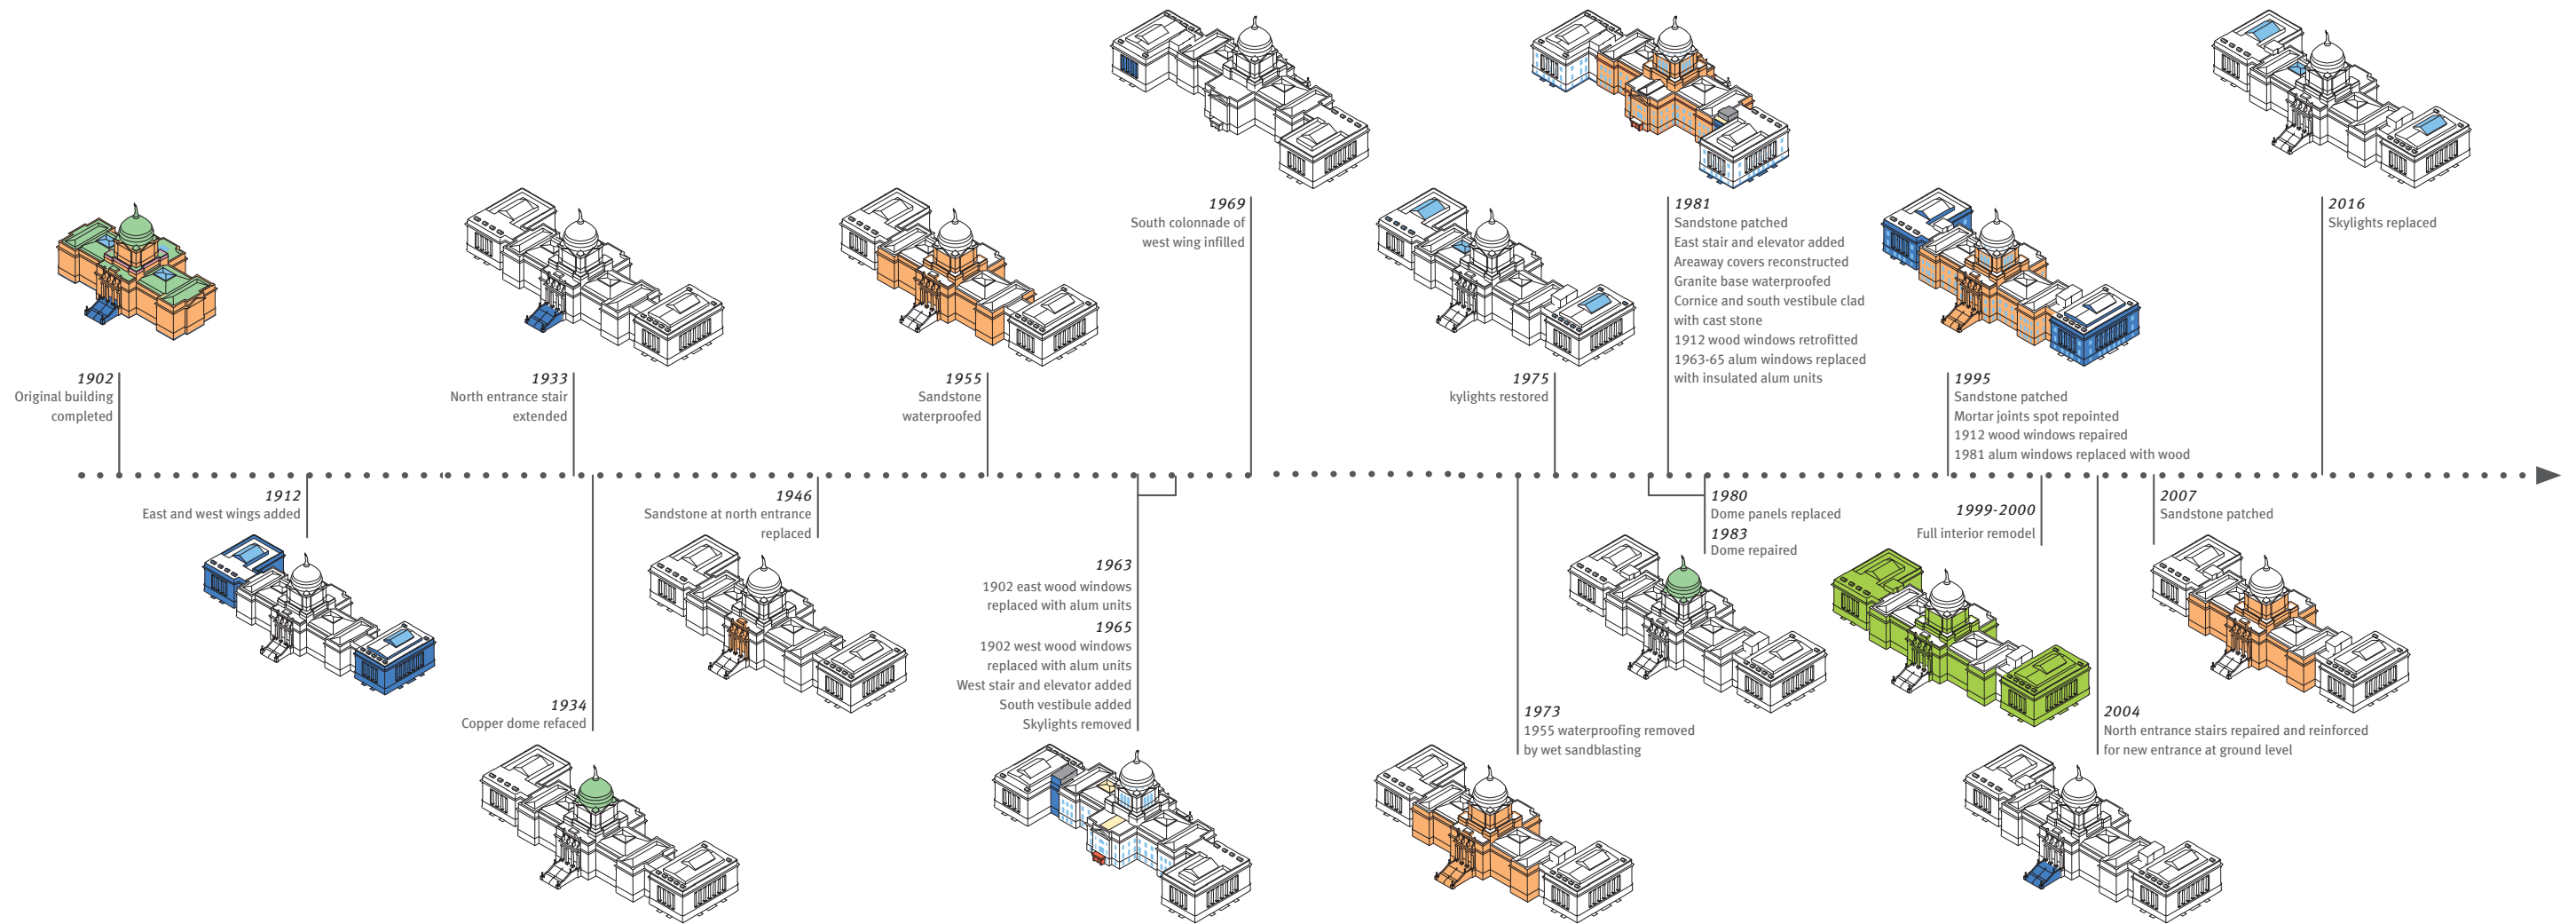 1902
Original building
completed
1912
East and west wings added
1933
North entrance stair
extended
1934
Copper dome refaced
1946
Sandstone at north entrance
replaced
1955
Sandstone
waterproofed
1963
1902 east wood windows
replaced with alum units
1965
1902 west wood windows
replaced with alum units
West stair and elevator added
South vestibule added
Skylights removed
1969
South colonnade of
west wing infilled
1973
1955 waterproofing removed
by wet sandblasting
1975
kylights restored
1981
Sandstone patched
East stair and elevator added
Areaway covers reconstructed
Granite base waterproofed
Cornice and south vestibule clad
with cast stone
1912 wood windows retrofitted
1963-65 alum windows replaced
with insulated alum units
1980
Dome panels replaced
1983
Dome repaired
1995
Sandstone patched
Mortar joints spot repointed
1912 wood windows repaired
1981 alum windows replaced with wood
1999-2000
Full interior remodel
2004
North entrance stairs repaired and reinforced
for new entrance at ground level
2007
Sandstone patched
2016
Skylights replaced